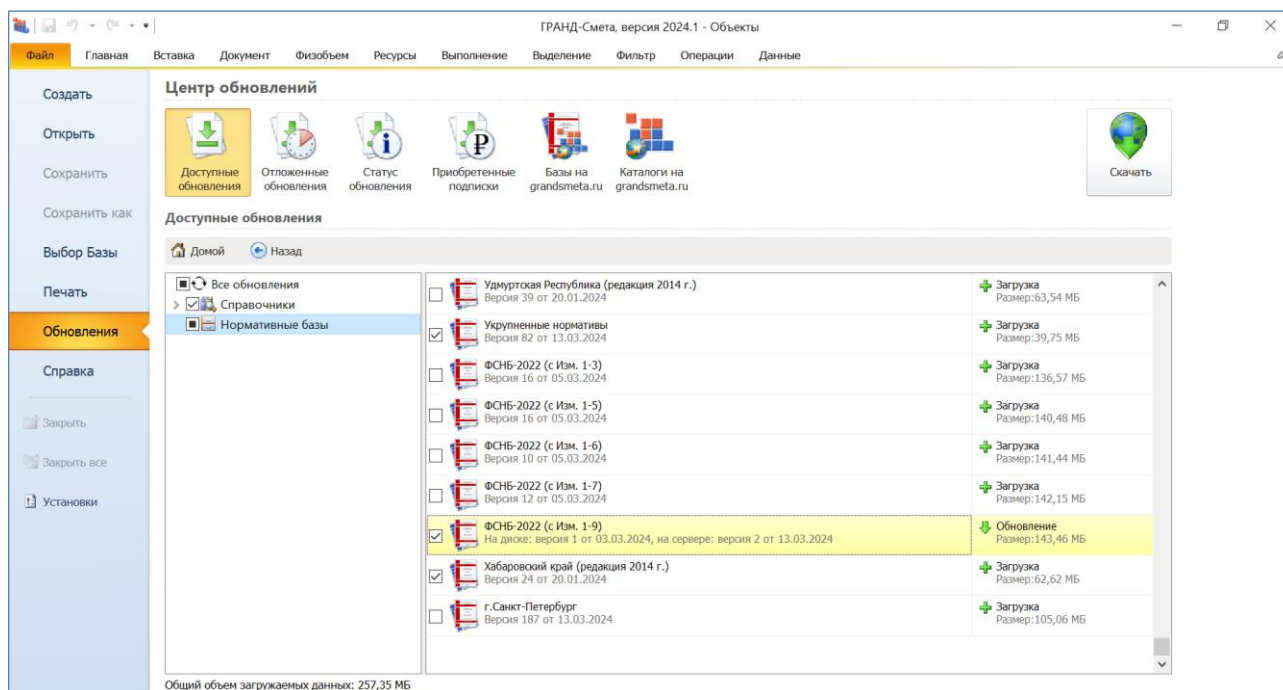 ГРАНД-Смета, версия 2024.1 - Объекты
Файл Главная Вставка Документ Физобъем Ресурсы Выполнение Выделение Фильтр Операции Данные
Создать
Открыть
Сохранить
Сохранить как
Выбор Базы
Печать
Обновления
Справка
Закрыть
Закрыть все
Установки
Центр обновлений
Доступные обновления
Отложенные обновления
Статус обновления
Приобретенные подписки
Базы на grandsmeta.ru
Каталоги на grandsmeta.ru
Скачать
Доступные обновления
Домой Назад
Все обновления
Справочники
Нормативные базы
Удмуртская Республика (редакция 2014 г.) Загрузка
Версия 39 от 20.01.2024 Размер:63,54 МБ
Укрупненные нормативы Загрузка
Версия 82 от 13.03.2024 Размер:39,75 МБ
ФСНБ-2022 (с Изм. 1-3) Загрузка
Версия 16 от 05.03.2024 Размер:136,57 МБ
ФСНБ-2022 (с Изм. 1-5) Загрузка
Версия 16 от 05.03.2024 Размер:140,48 МБ
ФСНБ-2022 (с Изм. 1-6) Загрузка
Версия 10 от 05.03.2024 Размер:141,44 МБ
ФСНБ-2022 (с Изм. 1-7) Загрузка
Версия 12 от 05.03.2024 Размер:142,15 МБ
ФСНБ-2022 (с Изм. 1-9) Обновление
На диске: версия 1 от 03.03.2024, на сервере: версия 2 от 13.03.2024 Размер:143,46 МБ
Хабаровский край (редакция 2014 г.) Загрузка
Версия 24 от 20.01.2024 Размер:62,62 МБ
г.Санкт-Петербург Загрузка
Версия 187 от 13.03.2024 Размер:105,06 МБ
Общий объем загружаемых данных: 257,35 МБ